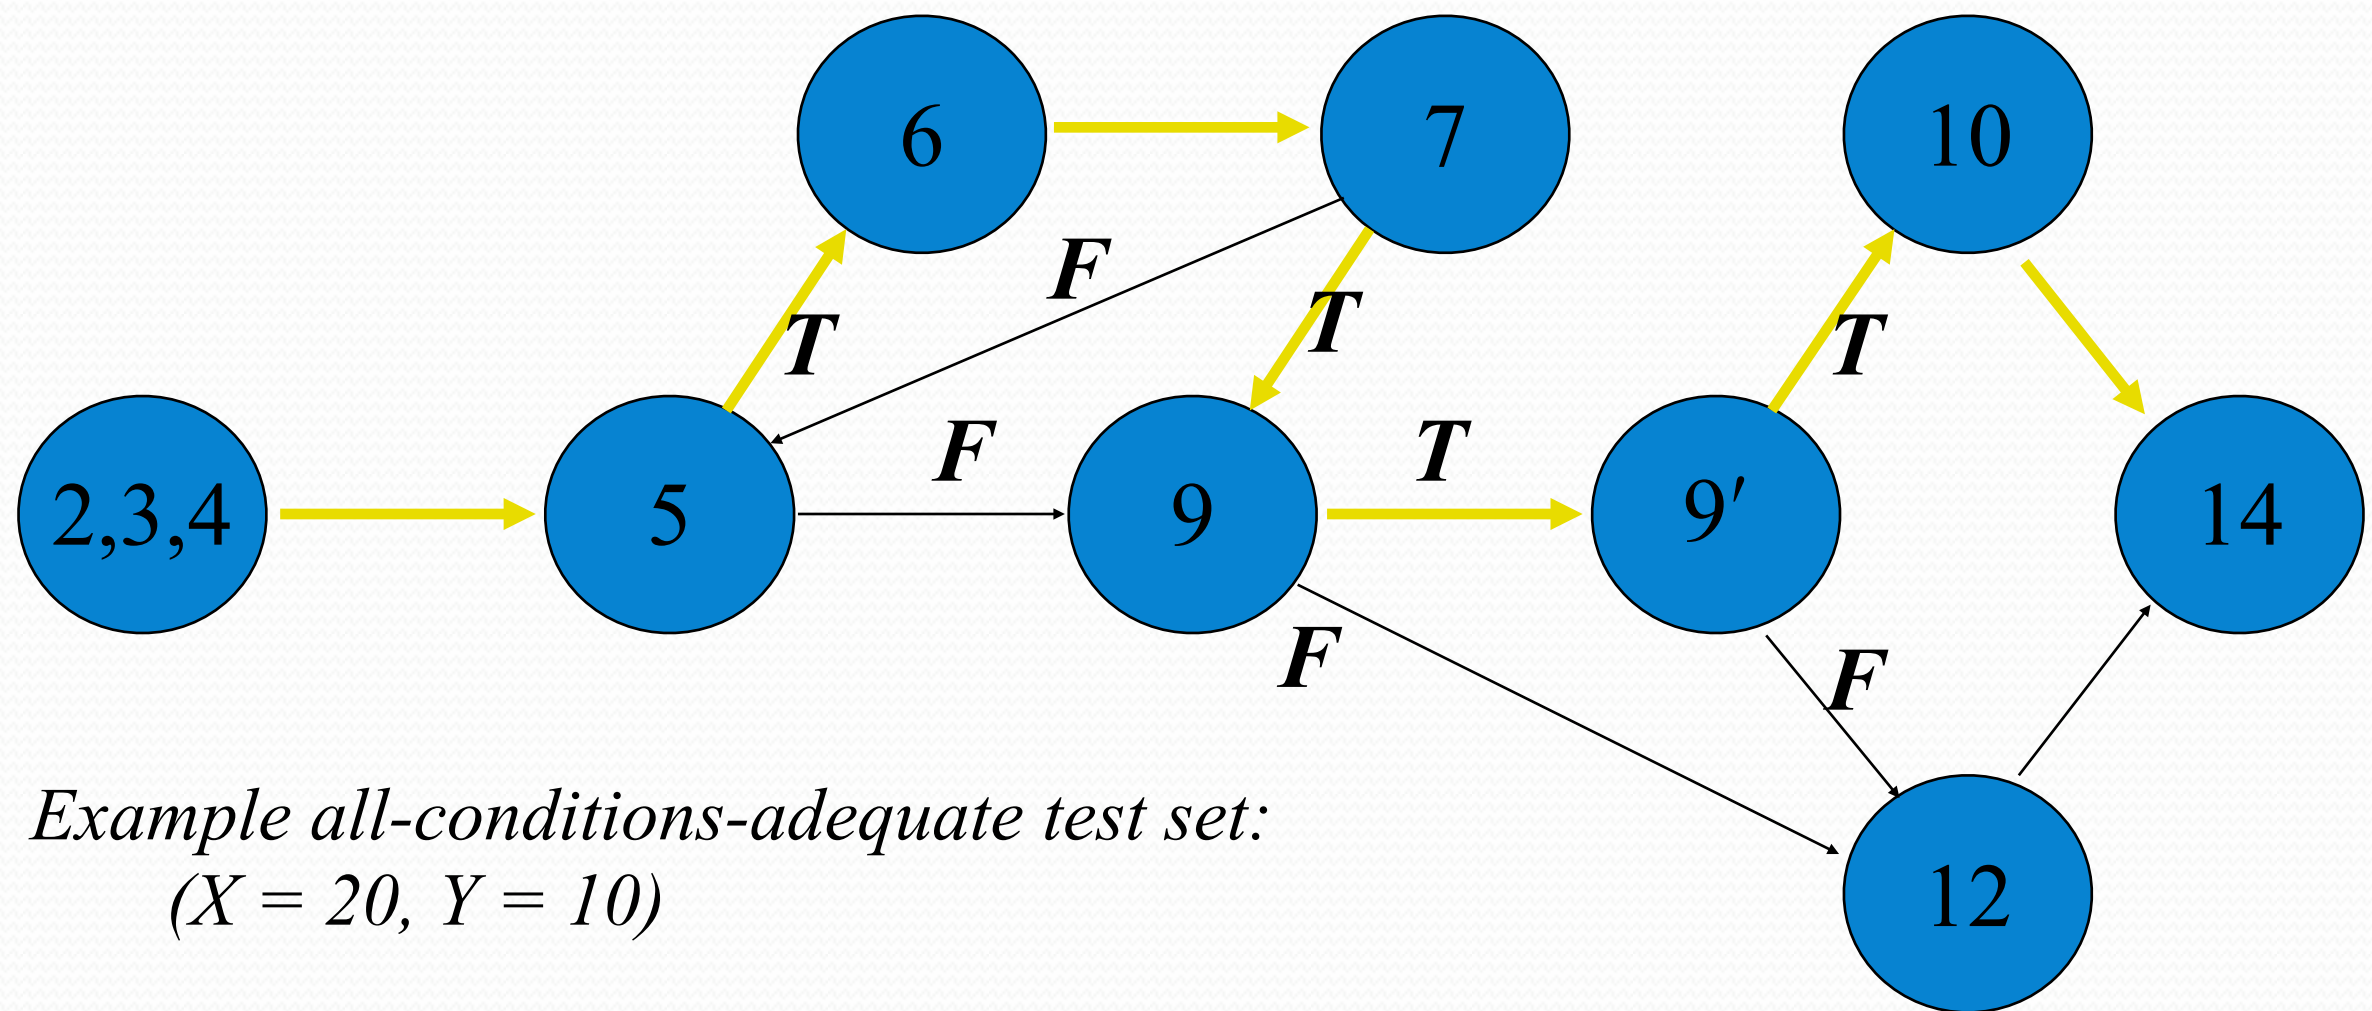 6
7
10
F
T
T
T
F
T
2,3,4
5
9
9′
14
F
F
Example all-conditions-adequate test set:
(X = 20, Y = 10)
12